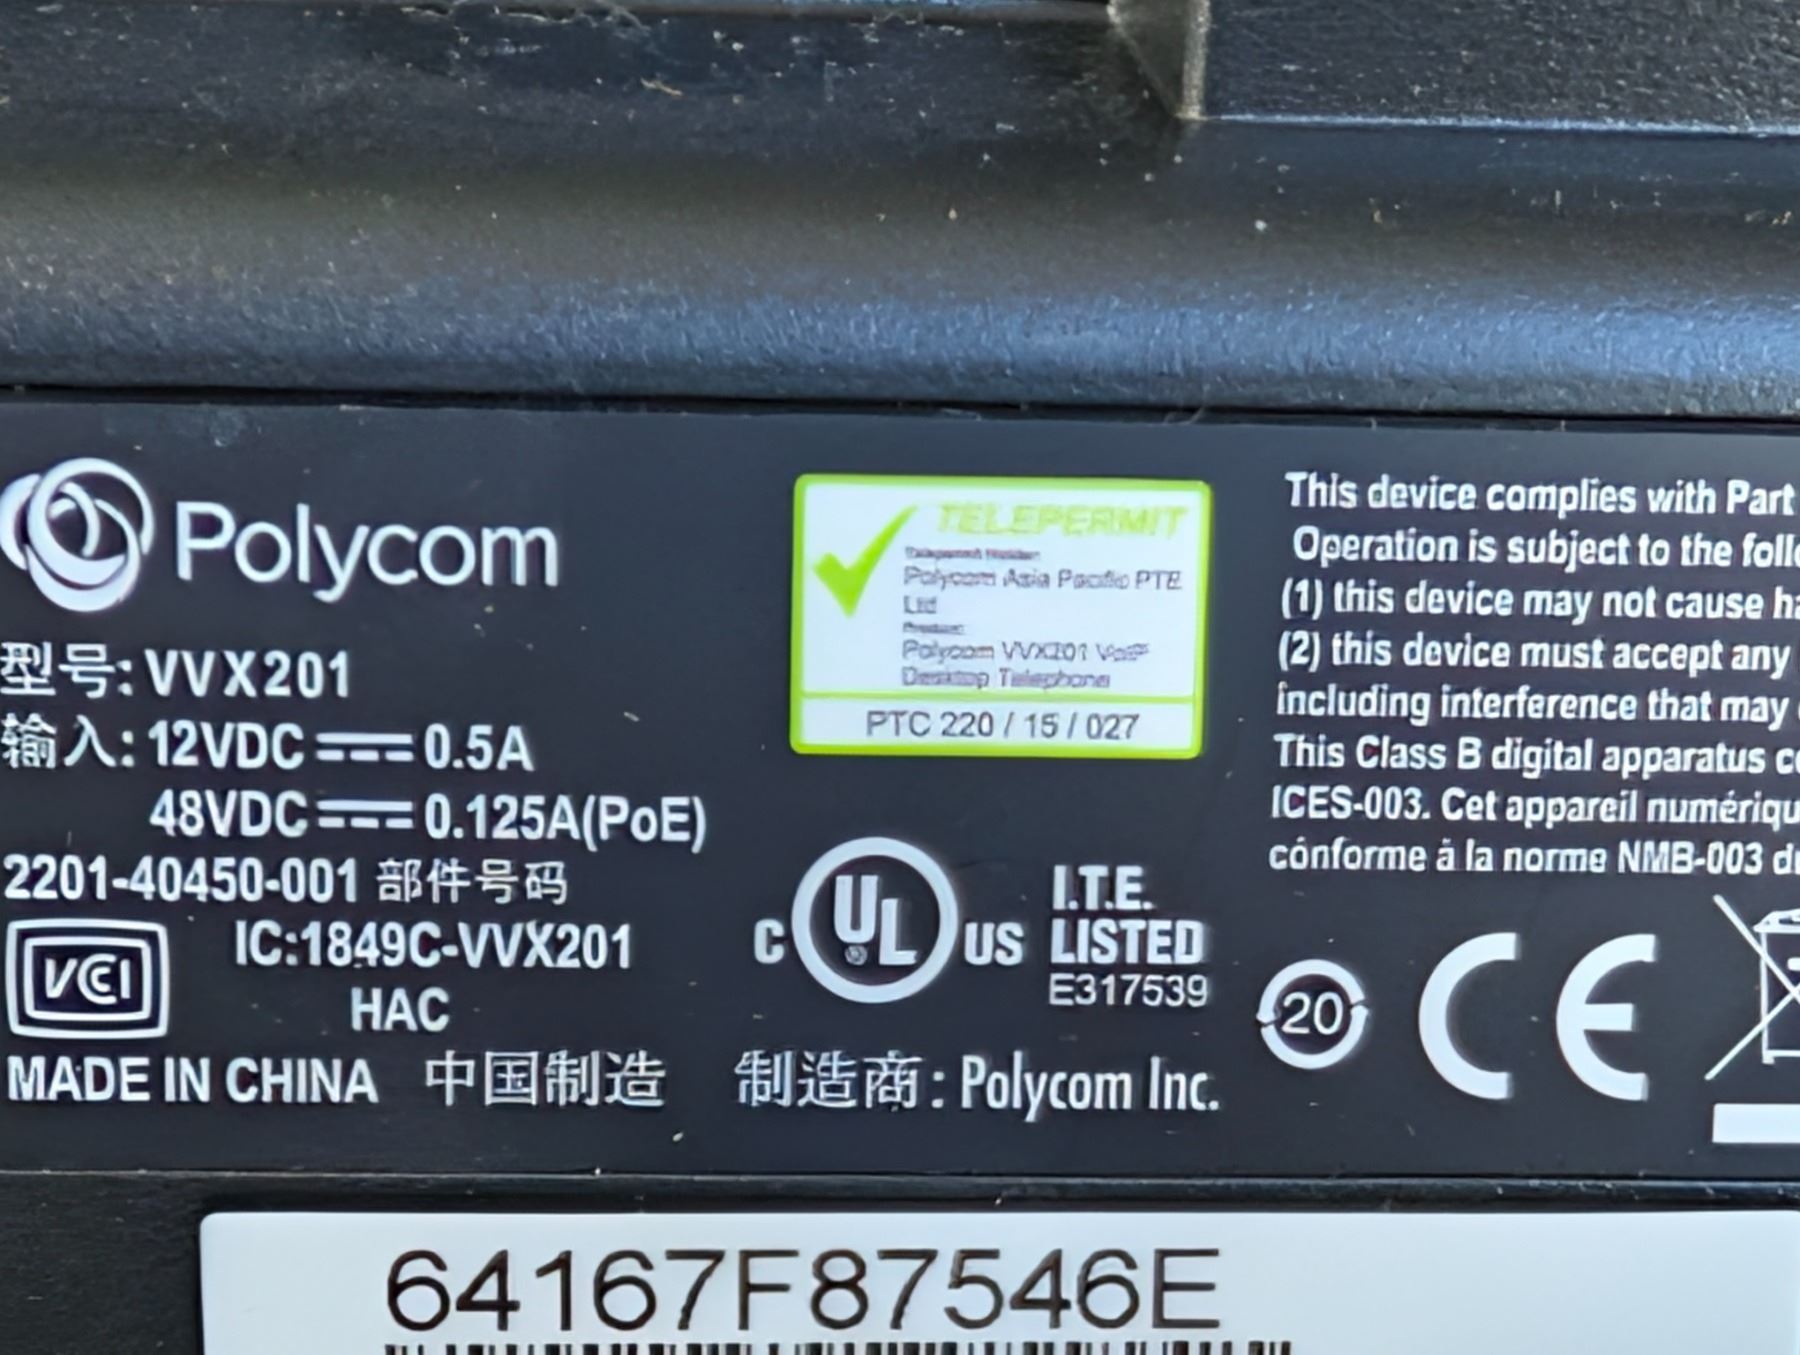 Polycom
型号: VVX201
输入: 12VDC 0.5A
48VDC 0.125A(PoE)
2201-40450-001 部件号码
VCCI
IC:1849C-VVX201
HAC
MADE IN CHINA 中国制造
TELEPERMIT
Polycom Asia Pacific PTE
Ltd
Product:
Polycom VVX201 VoIP
Desktop Telephone
PTC 220 / 15 / 027
C UL US
I.T.E.
LISTED
E317539
制造商: Polycom Inc.
This device complies with Part
Operation is subject to the
(1) this device may not cause
(2) this device must accept any
including interference that may
This Class B digital apparatus
ICES-003. Cet appareil
conforme à la norme NMB-003
20
CE
64167F87546E